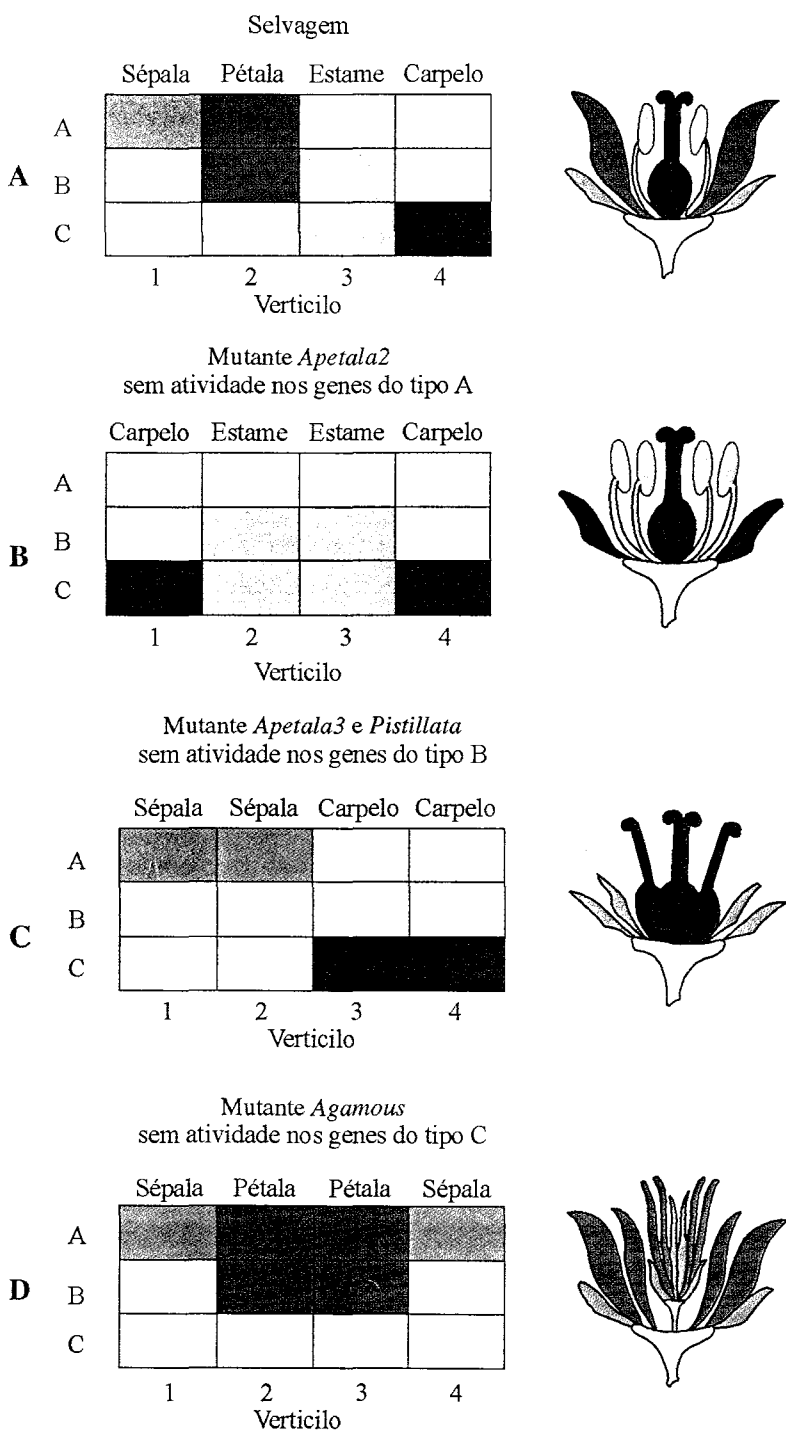 Selvagem
Sépala Pétala Estame Carpelo
A
A
B
C
1 2 3 4
Verticilo
Mutante Apetala2
sem atividade nos genes do tipo A
Carpelo Estame Estame Carpelo
A
B
B
C
1 2 3 4
Verticilo
Mutante Apetala3 e Pistillata
sem atividade nos genes do tipo B
Sépala Sépala Carpelo Carpelo
A
B
C
C
1 2 3 4
Verticilo
Mutante Agamous
sem atividade nos genes do tipo C
Sépala Pétala Pétala Sépala
A
D
B
C
1 2 3 4
Verticilo